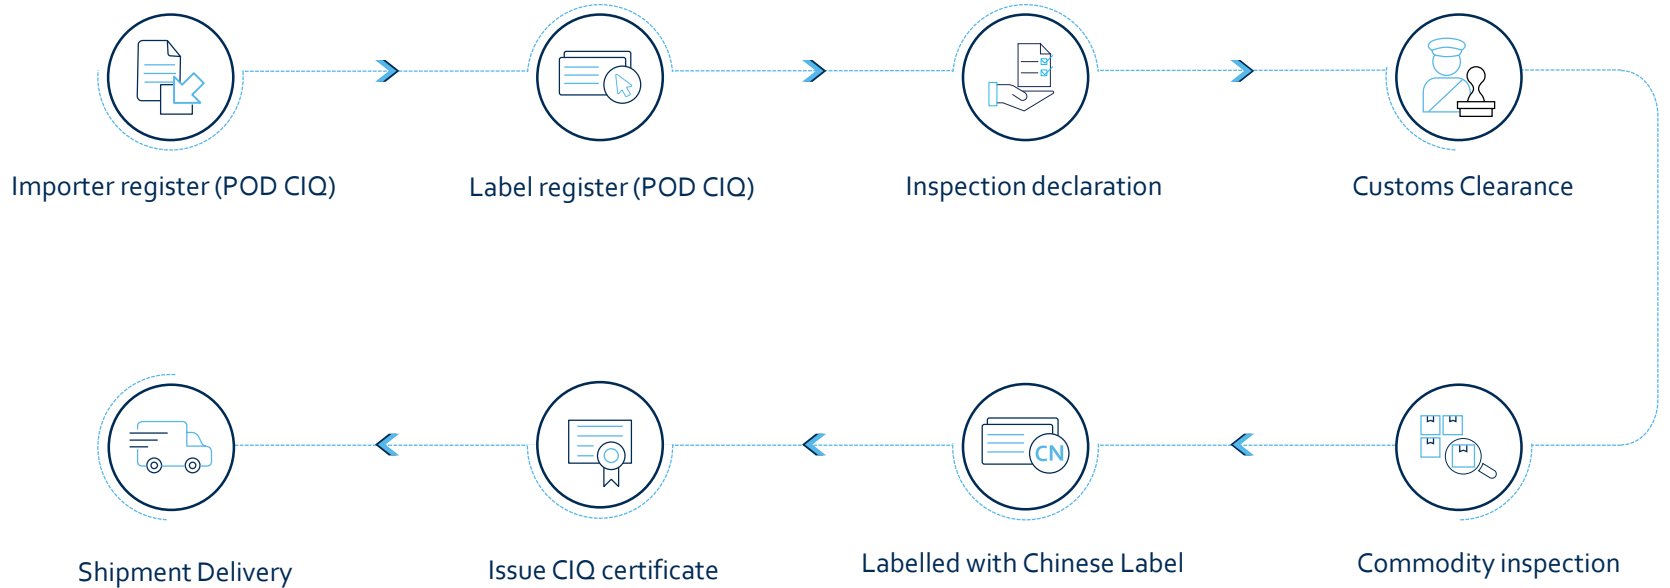 Importer register (POD CIQ)
Label register (POD CIQ)
Inspection declaration
Customs Clearance
CN
Shipment Delivery
Issue CIQ certificate
Labelled with Chinese Label
Commodity inspection